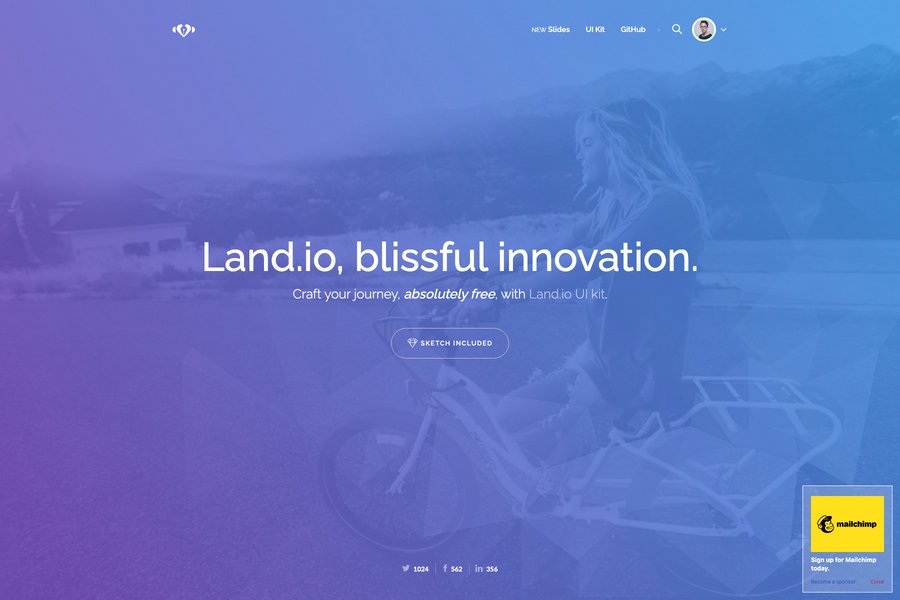 NEW Slides UI Kit GitHub
Land.io, blissful innovation.
Craft your journey, absolutely free, with Land.io UI kit.
SKETCH INCLUDED
1024 562 356
mailchimp
Sign up for Mailchimp
today.
Become a sponsor Close